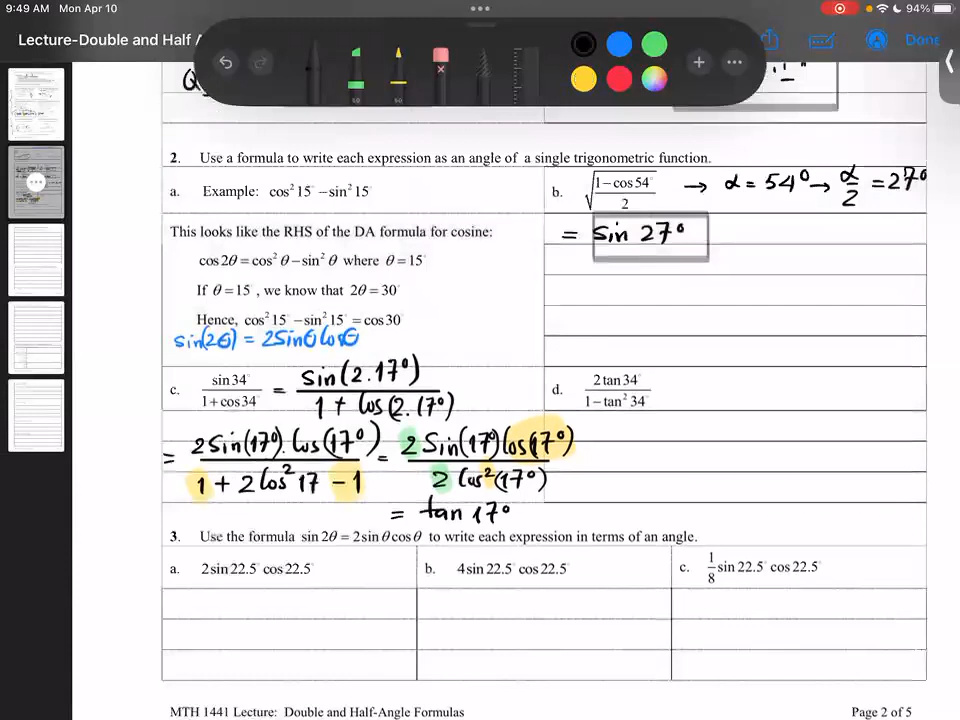 9:49 AM Mon Apr 10
94%
Lecture-Double and Half A
Done
50
50
2. Use a formula to write each expression as an angle of a single trigonometric function.
a. Example: cos² 15° − sin² 15°
This looks like the RHS of the DA formula for cosine:
cos 2θ = cos² θ − sin² θ where θ = 15°
If θ = 15°, we know that 2θ = 30°
Hence, cos² 15° − sin² 15° = cos 30°
b. √((1 − cos 54°)/2) → α = 54° → α/2 = 27°
= sin 27°
sin(2θ) = 2sinθ cosθ
c. sin 34°/(1 + cos 34°) = sin(2.17°)/(1 + cos(2.17°))
= 2sin(17°).cos(17°)/(1 + 2cos²17 − 1) = 2sin(17°)cos(17°)/(2cos²(17°))
= tan 17°
d. 2 tan 34°/(1 − tan² 34°)
3. Use the formula sin 2θ = 2 sin θ cos θ to write each expression in terms of an angle.
a. 2 sin 22.5° cos 22.5°
b. 4 sin 22.5° cos 22.5°
c. 1/8 sin 22.5° cos 22.5°
MTH 1441 Lecture: Double and Half-Angle Formulas
Page 2 of 5